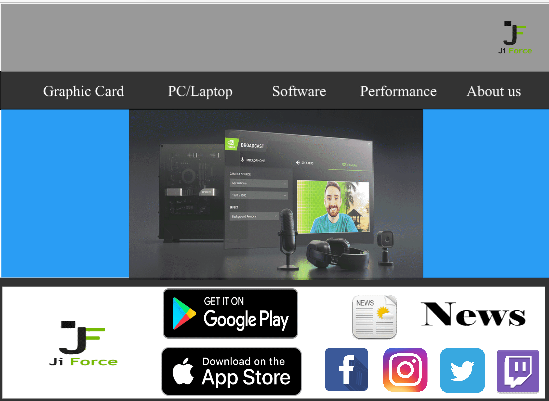 Ji Force
Graphic Card
PC/Laptop
Software
Performance
About us
BROADCAST
GET IT ON
Google Play
NEWS
News
Ji Force
Download on the
App Store